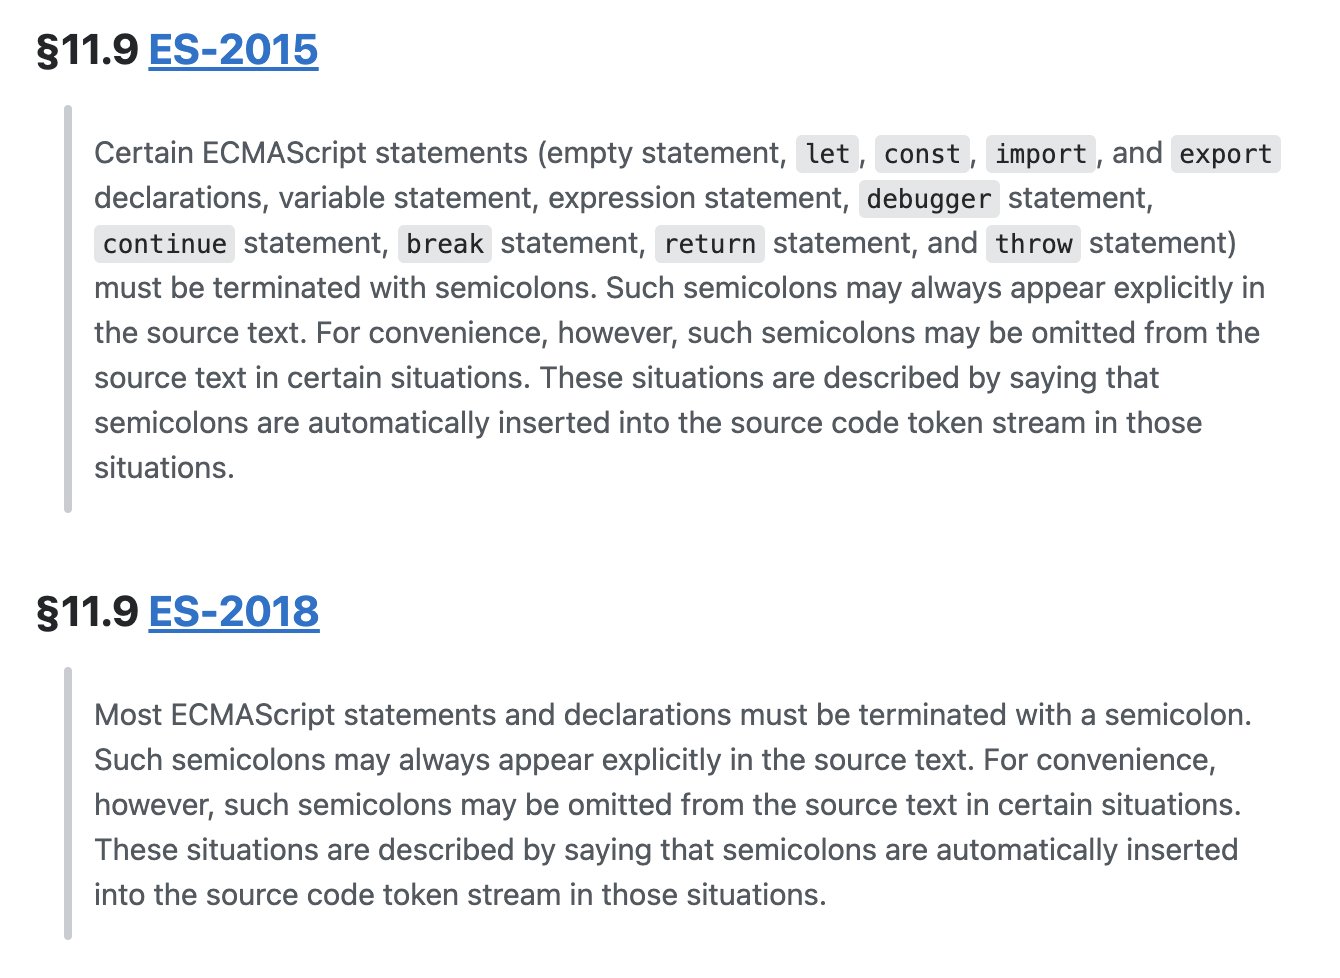 §11.9 ES-2015
Certain ECMAScript statements (empty statement, let, const, import, and export
declarations, variable statement, expression statement, debugger statement,
continue statement, break statement, return statement, and throw statement)
must be terminated with semicolons. Such semicolons may always appear explicitly in
the source text. For convenience, however, such semicolons may be omitted from the
source text in certain situations. These situations are described by saying that
semicolons are automatically inserted into the source code token stream in those
situations.
§11.9 ES-2018
Most ECMAScript statements and declarations must be terminated with a semicolon.
Such semicolons may always appear explicitly in the source text. For convenience,
however, such semicolons may be omitted from the source text in certain situations.
These situations are described by saying that semicolons are automatically inserted
into the source code token stream in those situations.